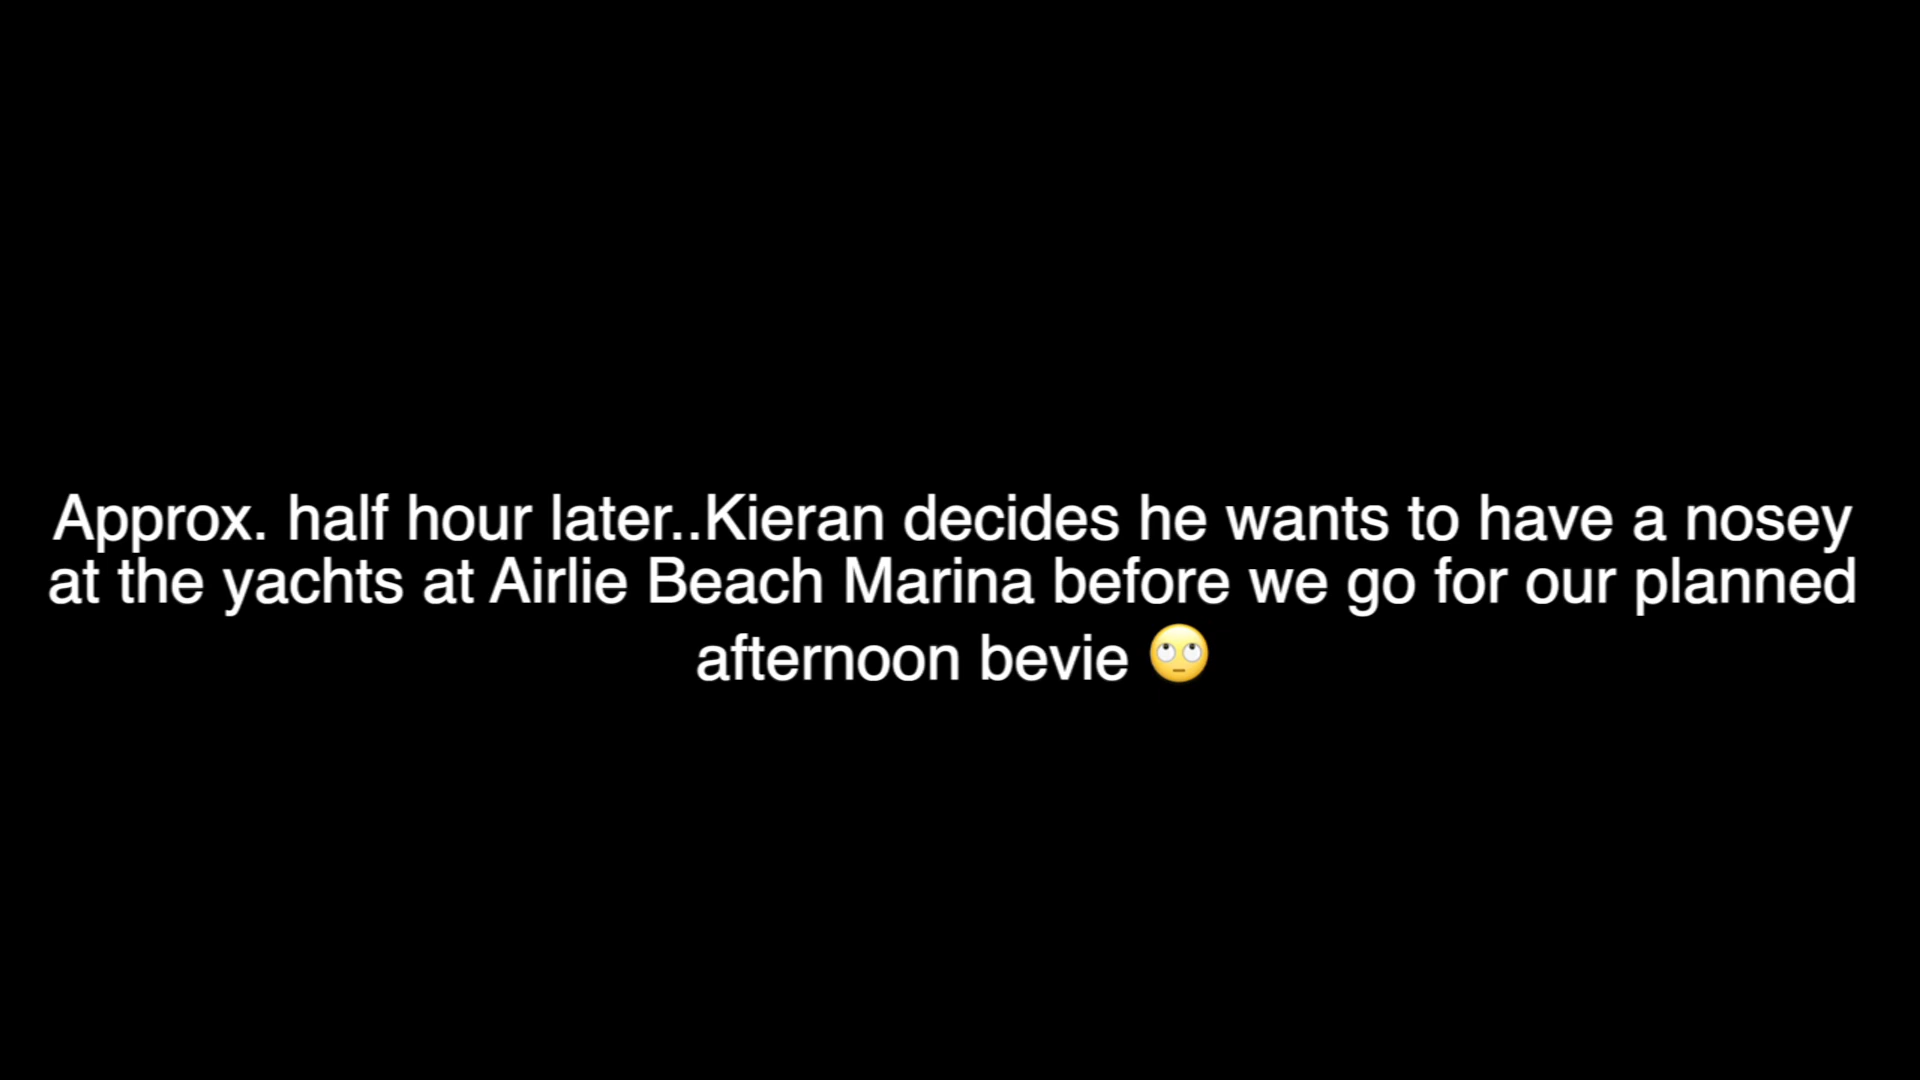 Approx. half hour later..Kieran decides he wants to have a nosey
at the yachts at Airlie Beach Marina before we go for our planned
afternoon bevie 🙄